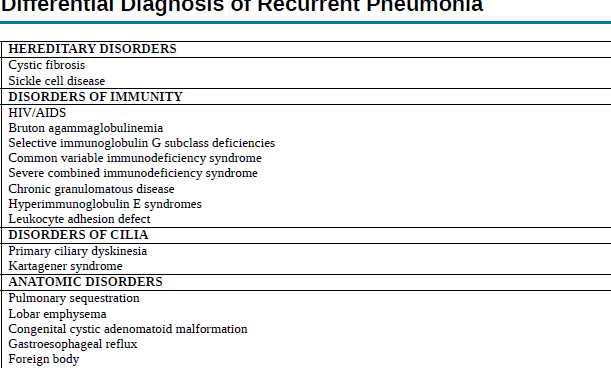 Differential Diagnosis of Recurrent Pneumonia
HEREDITARY DISORDERS
Cystic fibrosis
Sickle cell disease
DISORDERS OF IMMUNITY
HIV/AIDS
Bruton agammaglobulinemia
Selective immunoglobulin G subclass deficiencies
Common variable immunodeficiency syndrome
Severe combined immunodeficiency syndrome
Chronic granulomatous disease
Hyperimmunoglobulin E syndromes
Leukocyte adhesion defect
DISORDERS OF CILIA
Primary ciliary dyskinesia
Kartagener syndrome
ANATOMIC DISORDERS
Pulmonary sequestration
Lobar emphysema
Congenital cystic adenomatoid malformation
Gastroesophageal reflux
Foreign body